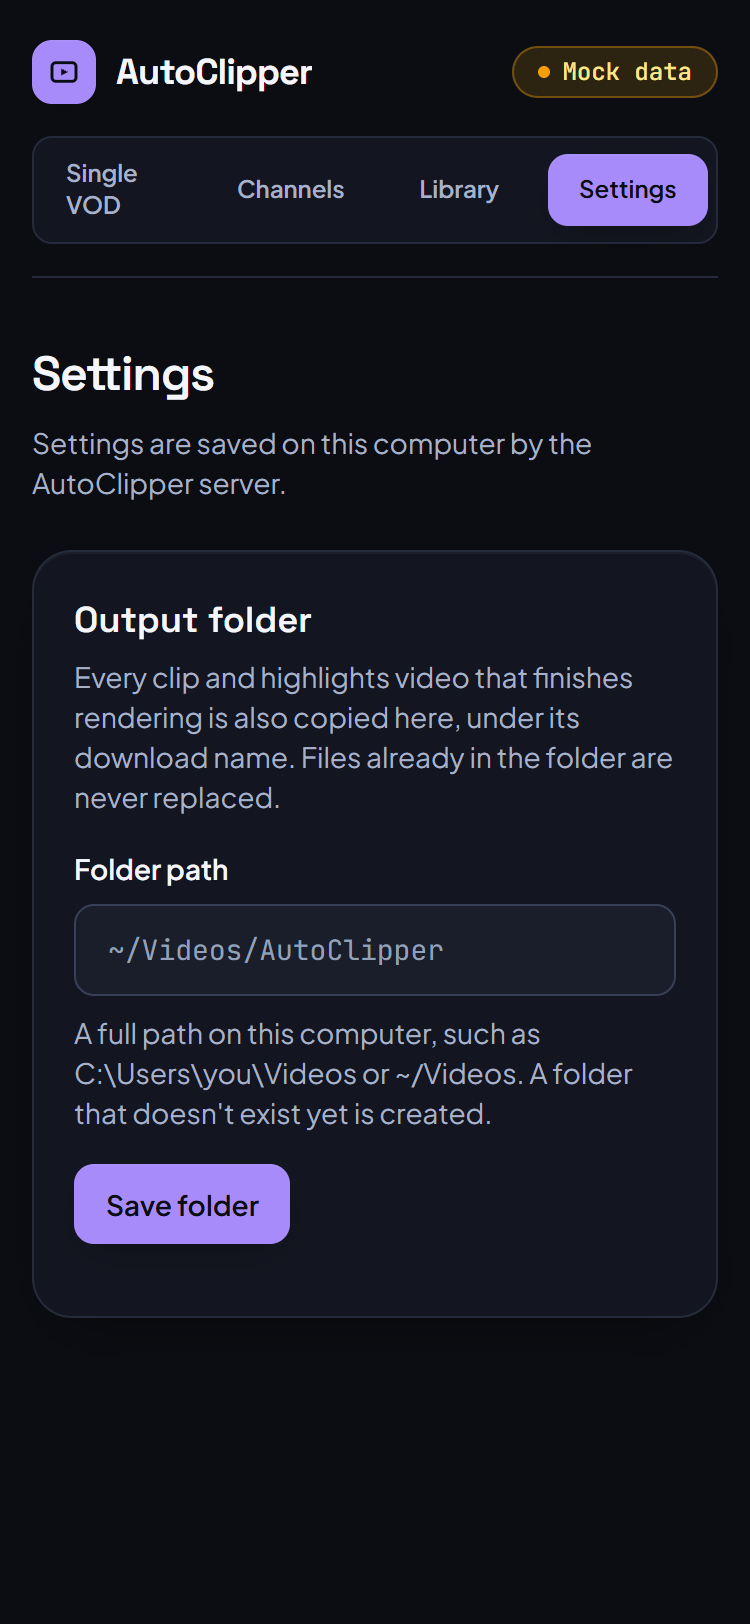 AutoClipper
Mock data
Single
VOD
Channels
Library
Settings
Settings
Settings are saved on this computer by the
AutoClipper server.
Output folder
Every clip and highlights video that finishes
rendering is also copied here, under its
download name. Files already in the folder are
never replaced.
Folder path
~/Videos/AutoClipper
A full path on this computer, such as
C:\Users\you\Videos or ~/Videos. A folder
that doesn't exist yet is created.
Save folder